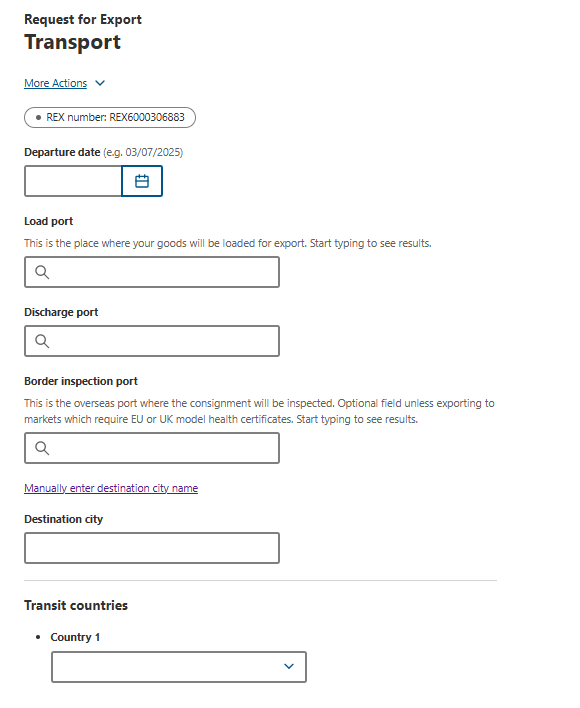 Request for Export
Transport
More Actions
REX number: REX6000306883
Departure date (e.g. 03/07/2025)
Load port
This is the place where your goods will be loaded for export. Start typing to see results.
Discharge port
Border inspection port
This is the overseas port where the consignment will be inspected. Optional field unless exporting to
markets which require EU or UK model health certificates. Start typing to see results.
Manually enter destination city name
Destination city
Transit countries
Country 1